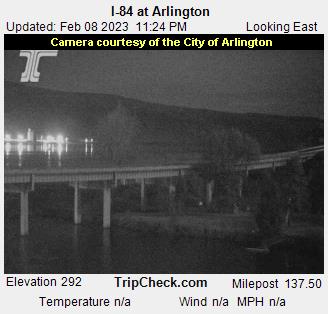 I-84 at Arlington
Updated: Feb 08 2023 11:24 PM Looking East
Camera courtesy of the City of Arlington
Elevation 292 TripCheck.com Milepost 137.50
Temperature n/a Wind n/a MPH n/a